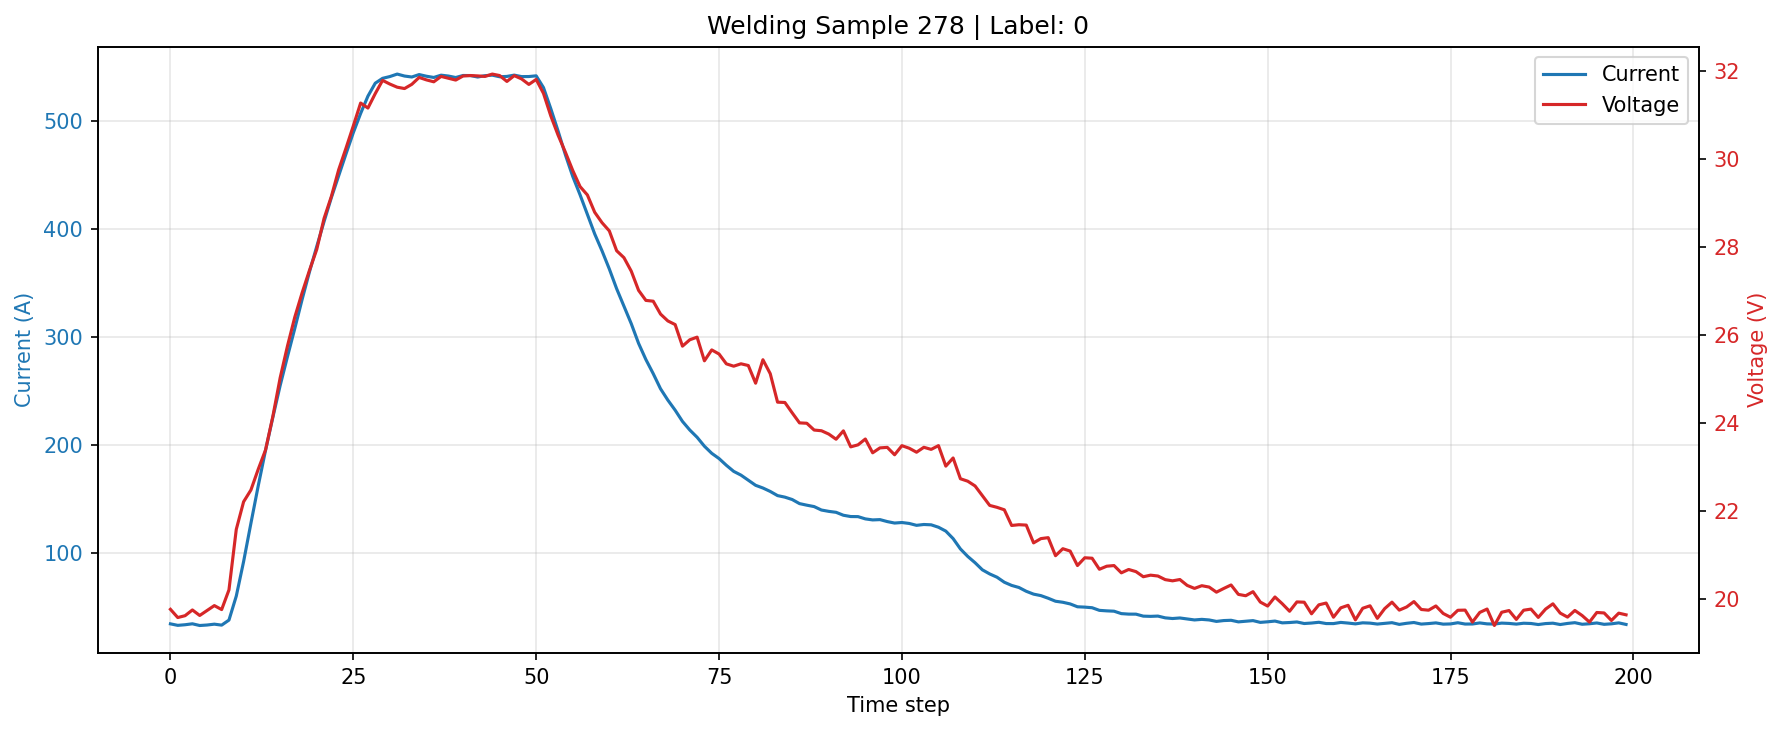 Welding Sample 278 | Label: 0
Current
Voltage
Current (A)
500
400
300
200
100
32
30
28
26
24
22
20
Voltage (V)
0 25 50 75 100 125 150 175 200
Time step